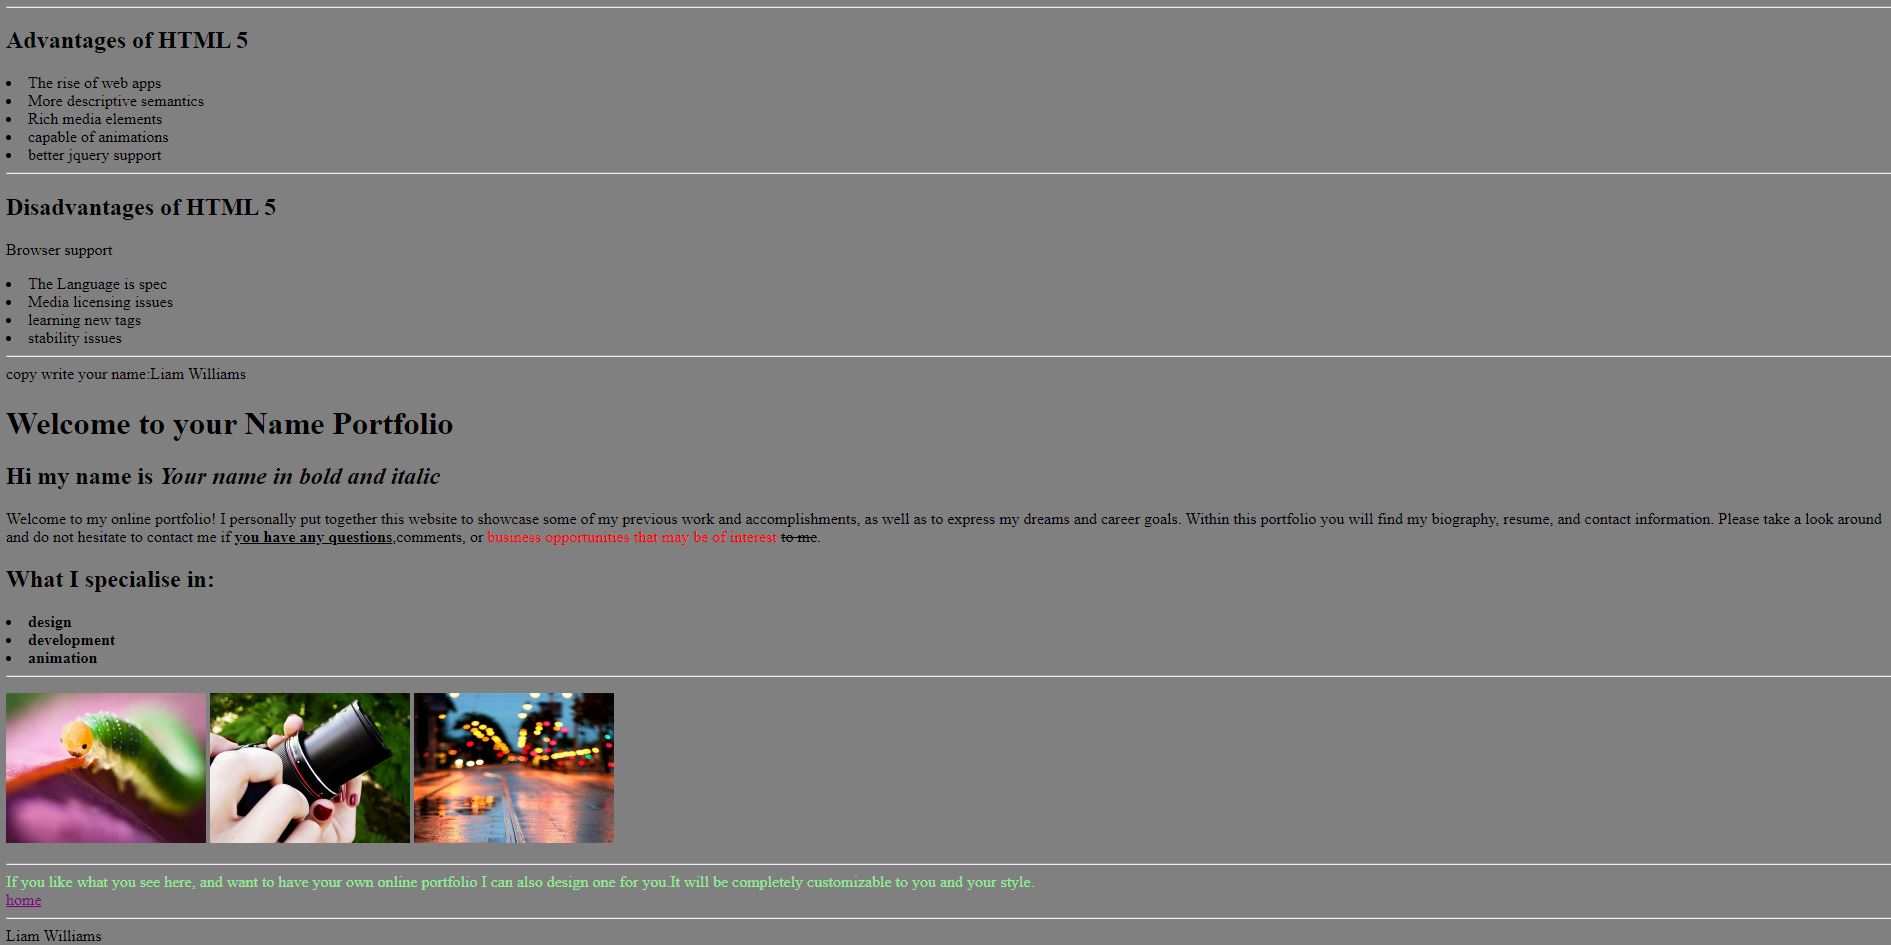 Advantages of HTML 5
The rise of web apps
More descriptive semantics
Rich media elements
capable of animations
better jquery support
Disadvantages of HTML 5
Browser support
The Language is spec
Media licensing issues
learning new tags
stability issues
copy write your name:Liam Williams
Welcome to your Name Portfolio
Hi my name is Your name in bold and italic
Welcome to my online portfolio! I personally put together this website to showcase some of my previous work and accomplishments, as well as to express my dreams and career goals. Within this portfolio you will find my biography, resume, and contact information. Please take a look around
and do not hesitate to contact me if you have any questions,comments, or business opportunities that may be of interest to me.
What I specialise in:
design
development
animation
If you like what you see here, and want to have your own online portfolio I can also design one for you.It will be completely customizable to you and your style.
home
Liam Williams